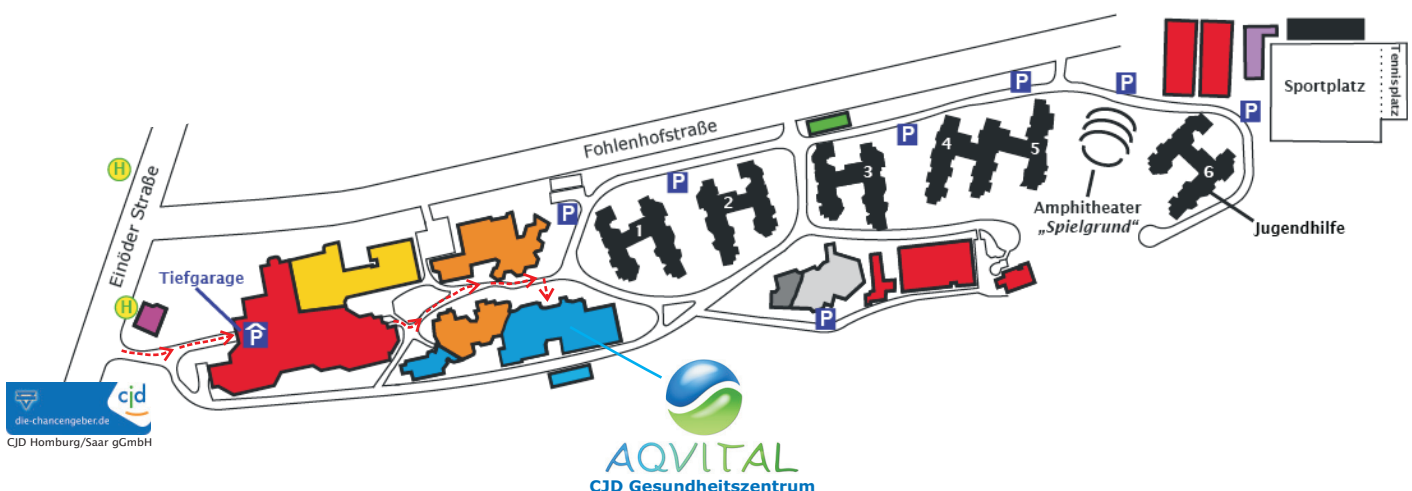 Sportplatz
Tennisplatz
P
P
P
P
P
P
P
P
H
H
Fohlenhofstraße
Einöder Straße
1
2
3
4
5
6
Amphitheater
„Spielgrund“
Jugendhilfe
Tiefgarage
P
cjd
die-chancengeber.de
CJD Homburg/Saar gGmbH
AQVITAL
CJD Gesundheitszentrum